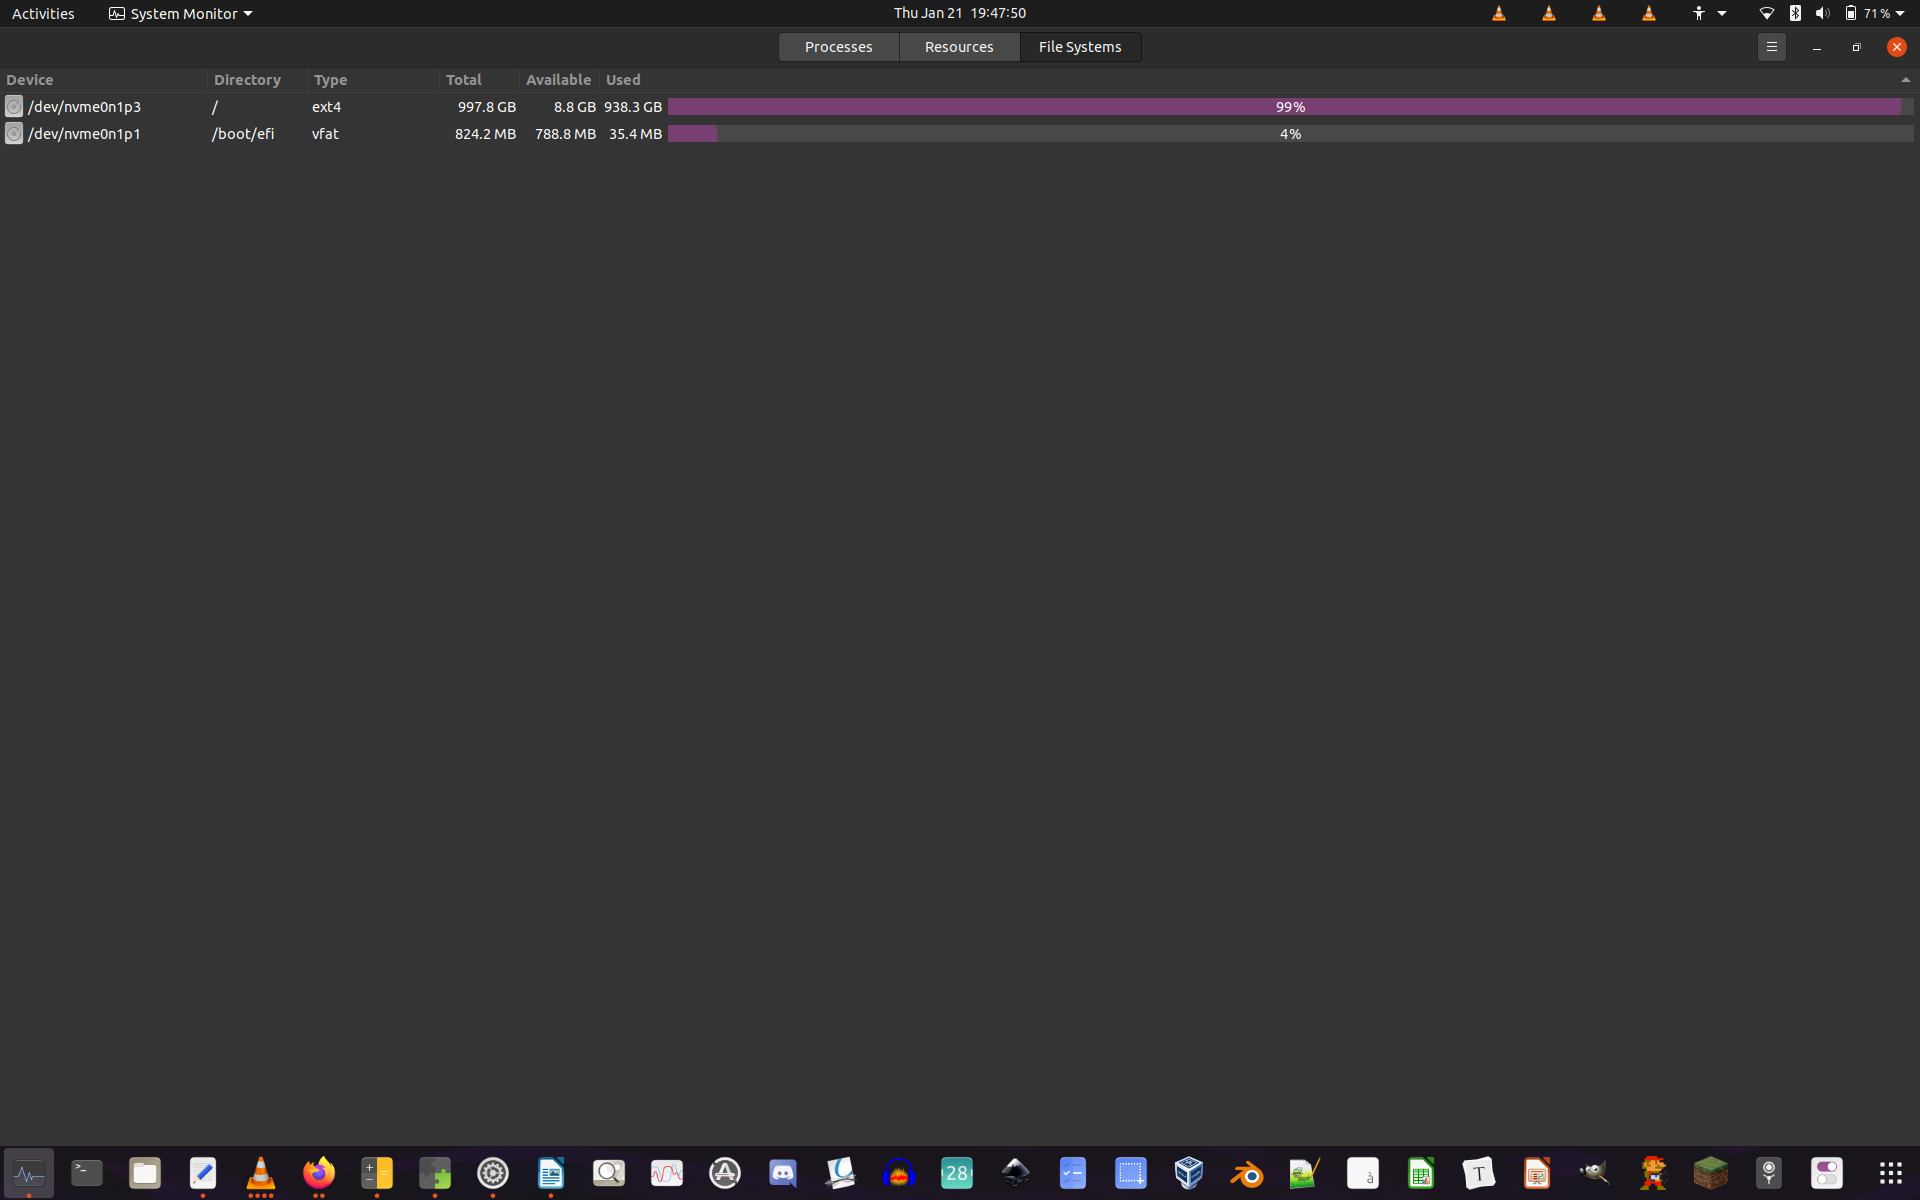 Activities System Monitor Thu Jan 21 19:47:50 71%
Processes Resources File Systems
Device Directory Type Total Available Used
/dev/nvme0n1p3 / ext4 997.8 GB 8.8 GB 938.3 GB 99%
/dev/nvme0n1p1 /boot/efi vfat 824.2 MB 788.8 MB 35.4 MB 4%
28 à T